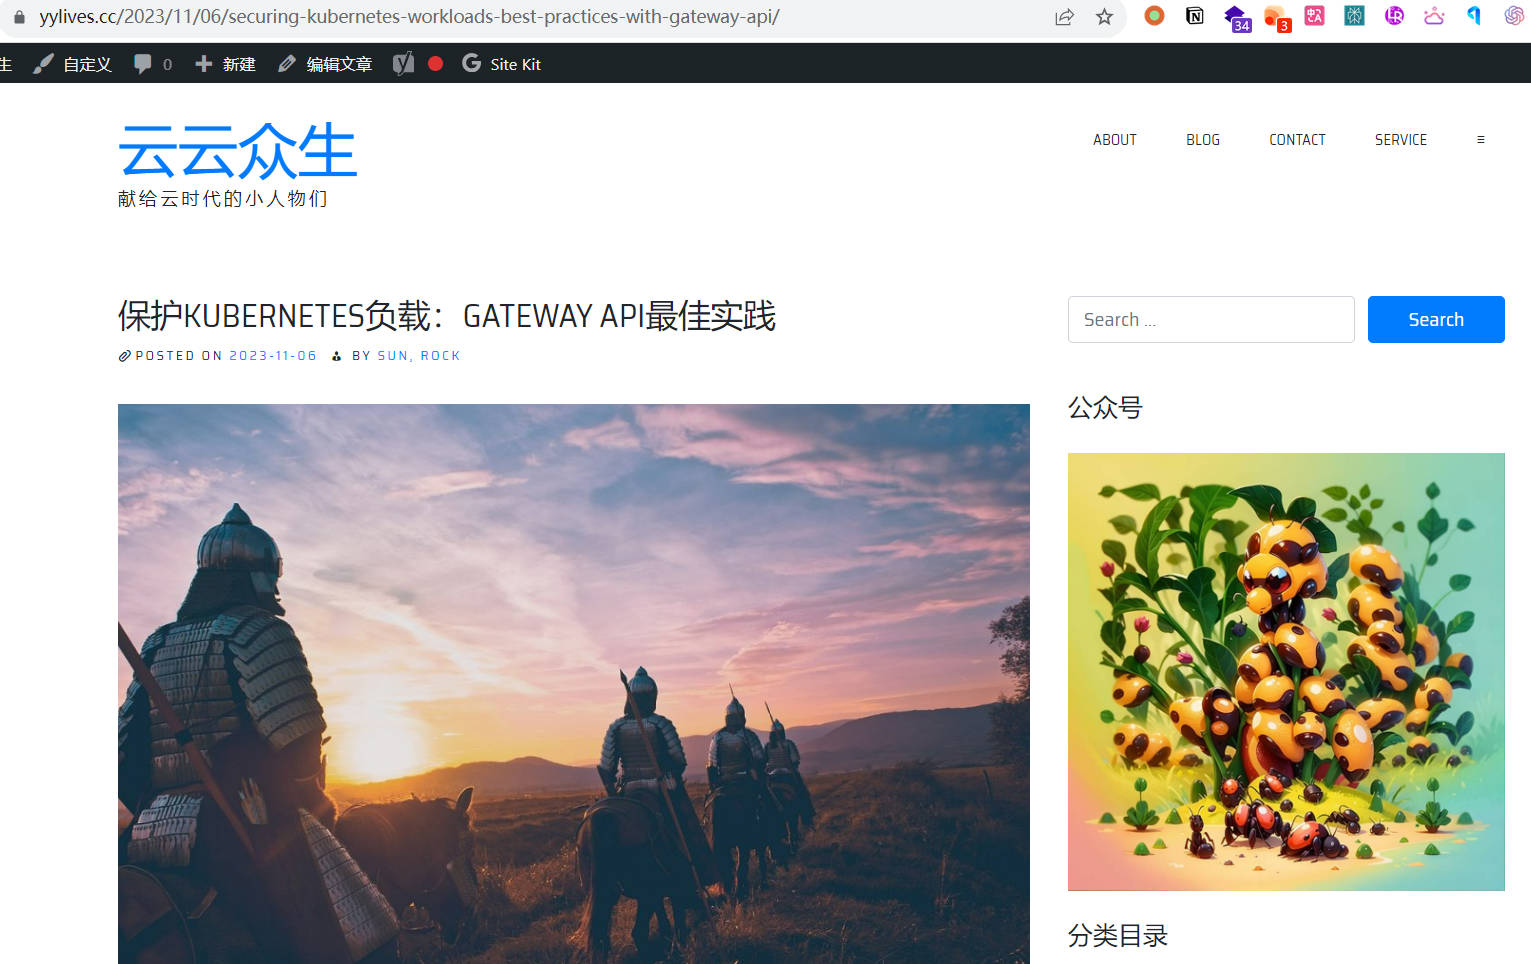 yylives.cc/2023/11/06/securing-kubernetes-workloads-best-practices-with-gateway-api/
34
3
生 自定义 0 新建 编辑文章 Site Kit
云云众生
献给云时代的小人物们
ABOUT BLOG CONTACT SERVICE
保护KUBERNETES负载：GATEWAY API最佳实践
POSTED ON 2023-11-06 BY SUN, ROCK
Search ...
Search
公众号
分类目录